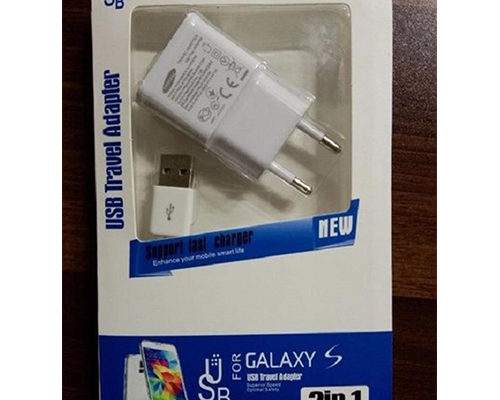 USB Travel Adapter
NEW
Support fast charger
Enhance your mobile smart life
USB
FOR GALAXY S
USB Travel Adapter
Superior Speed
Optimal Safety
2in1